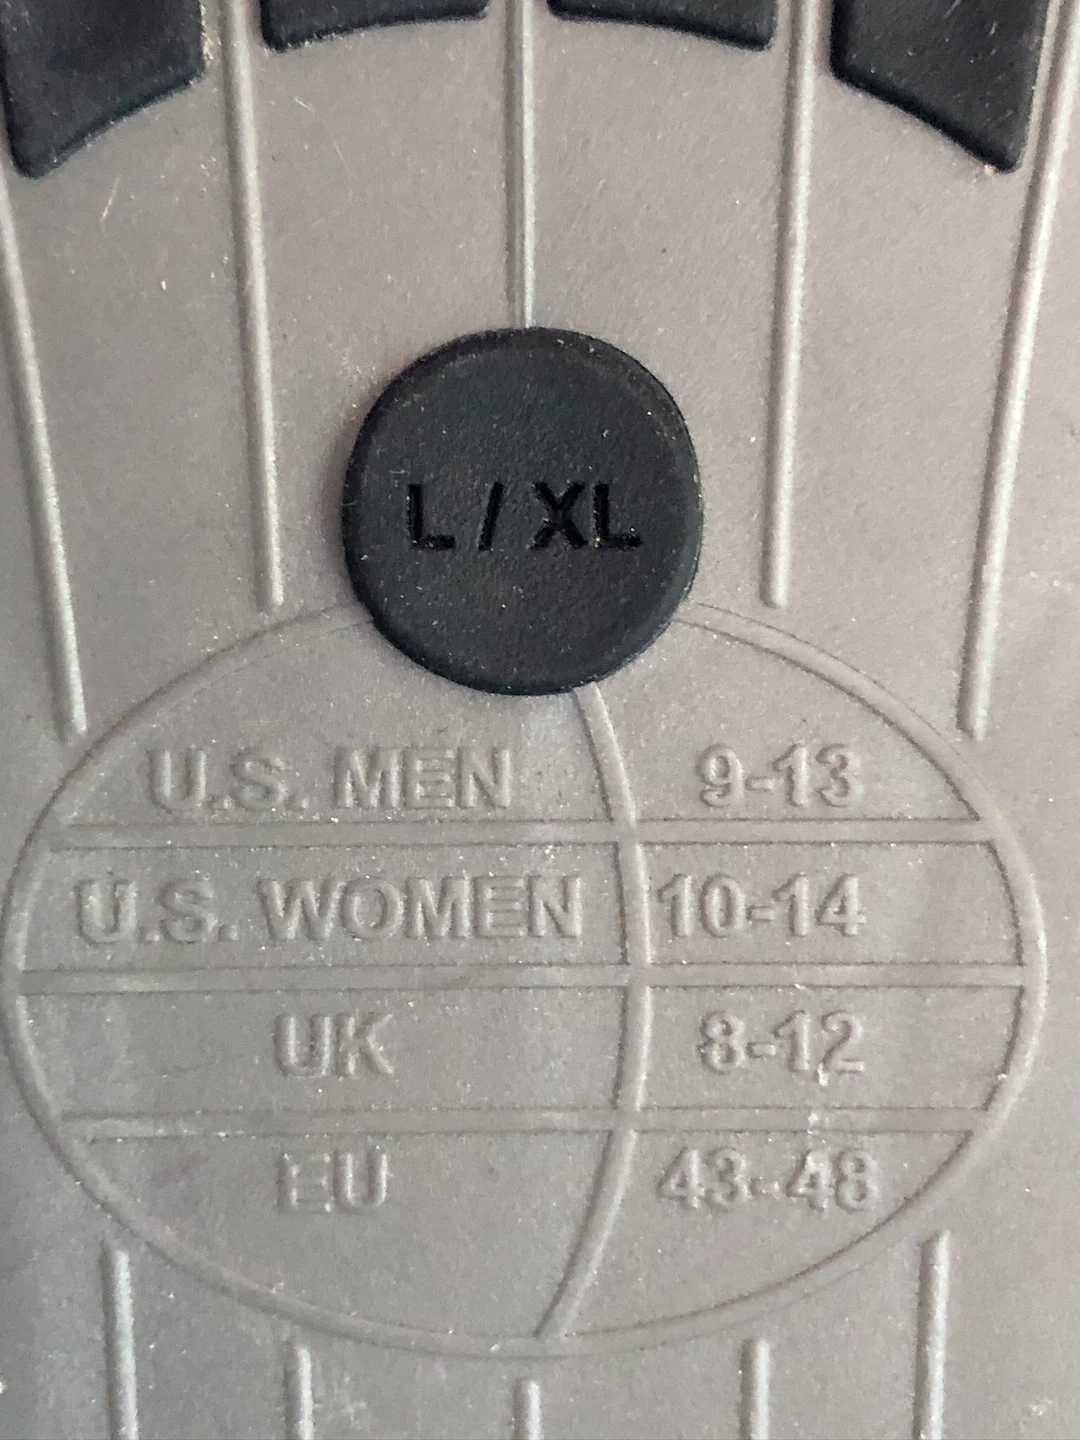 L / XL
U.S. MEN 9-13
U.S. WOMEN 10-14
UK 8-12
EU 43-48